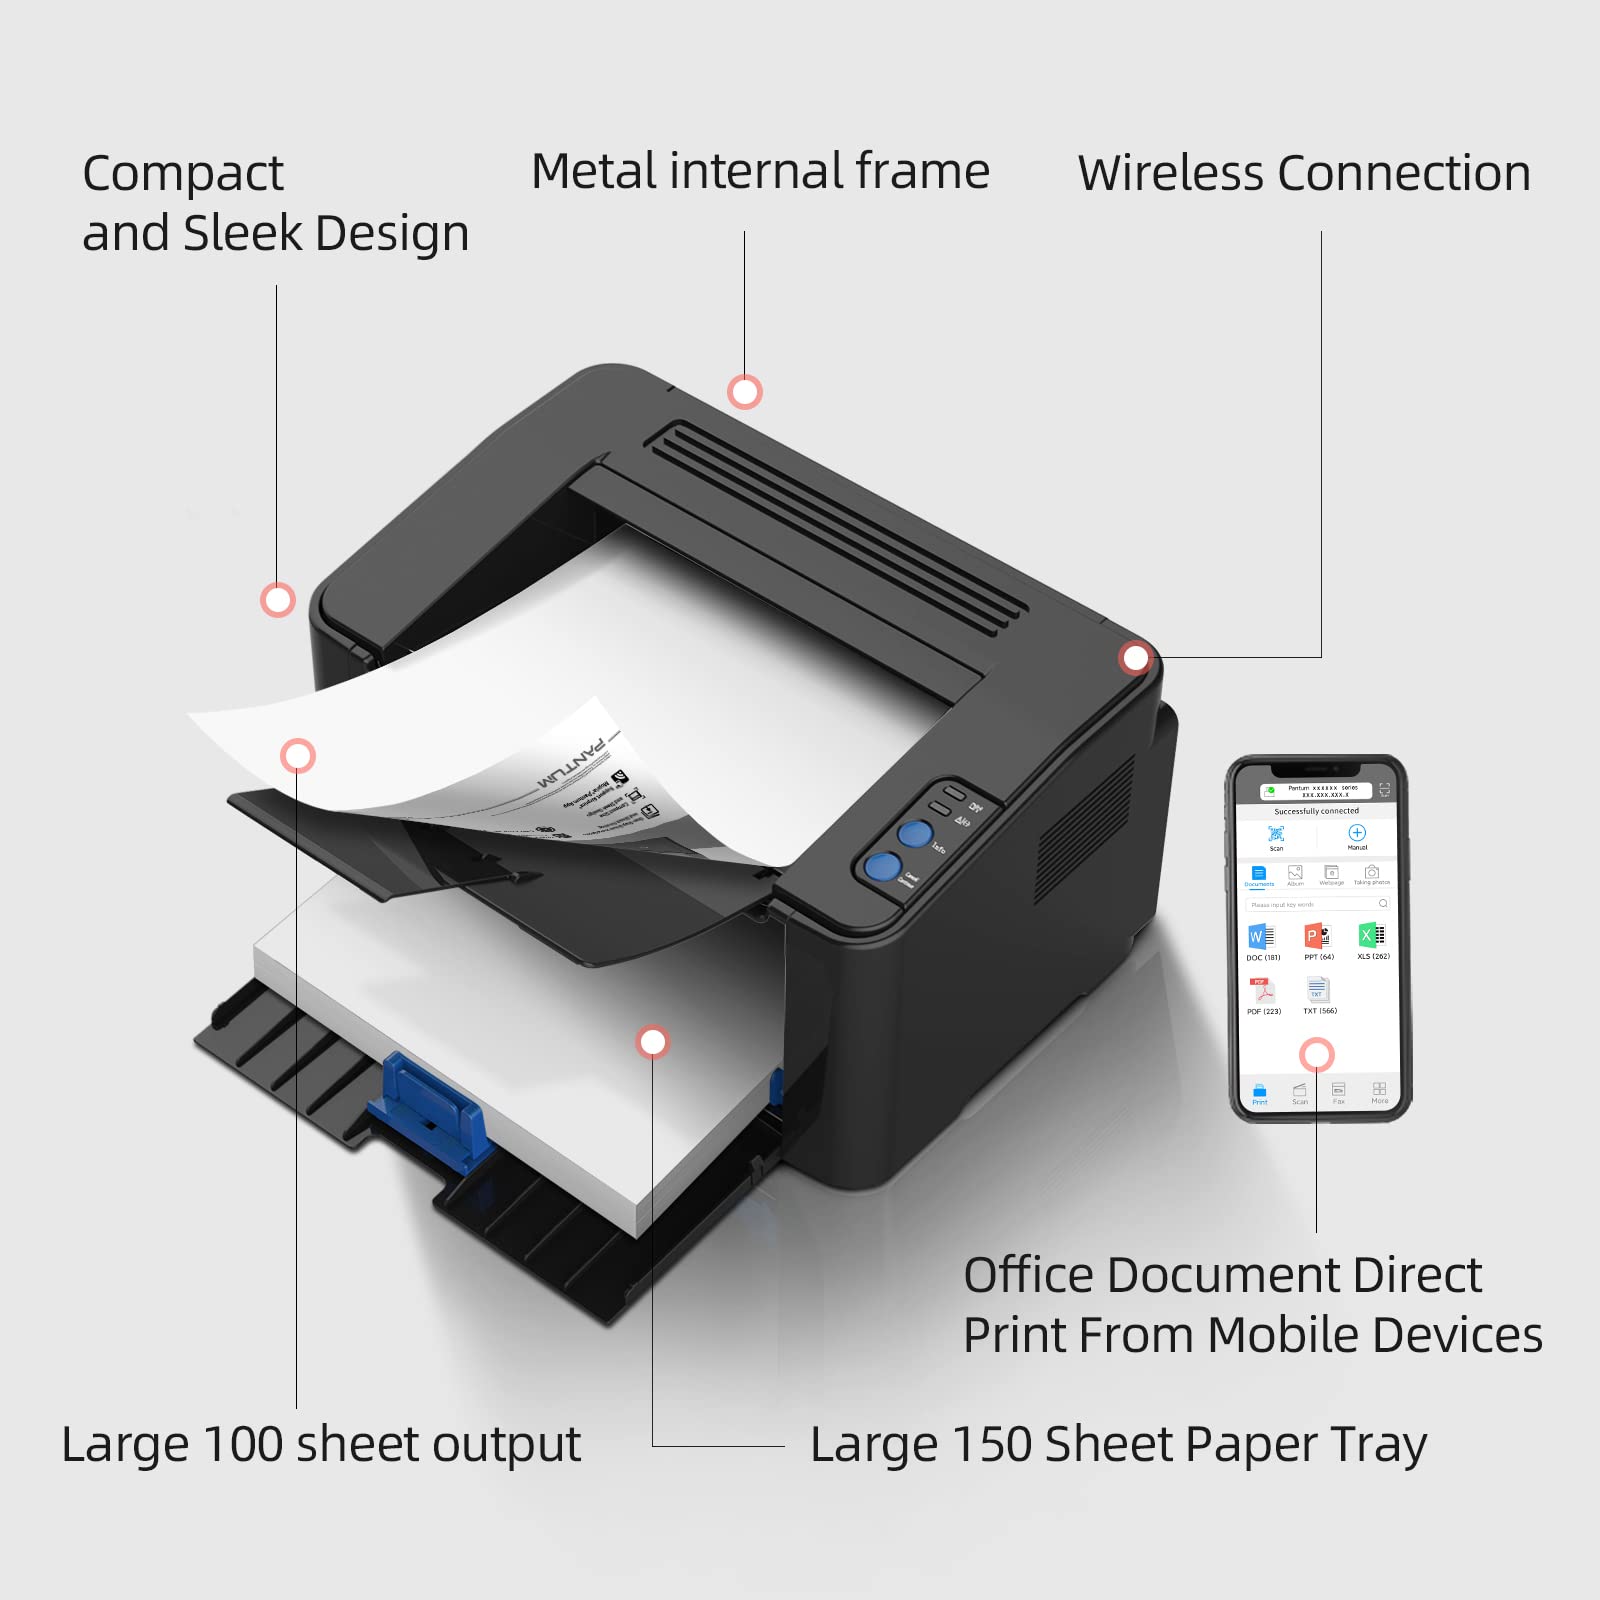 Compact
and Sleek Design
Metal internal frame
Wireless Connection
PANTUM
Info
Cancel
Continue
Pantum xxxxxx series
xxx.xxx.xxx.x
Successfully connected
Scan
Manual
Documents
Album
Webpage
Taking photos
Please input key words
W
P
X
DOC (181)
PPT (64)
XLS (262)
PDF
TXT
PDF (223)
TXT (566)
Print
Scan
Fax
More
Office Document Direct
Print From Mobile Devices
Large 100 sheet output
Large 150 Sheet Paper Tray